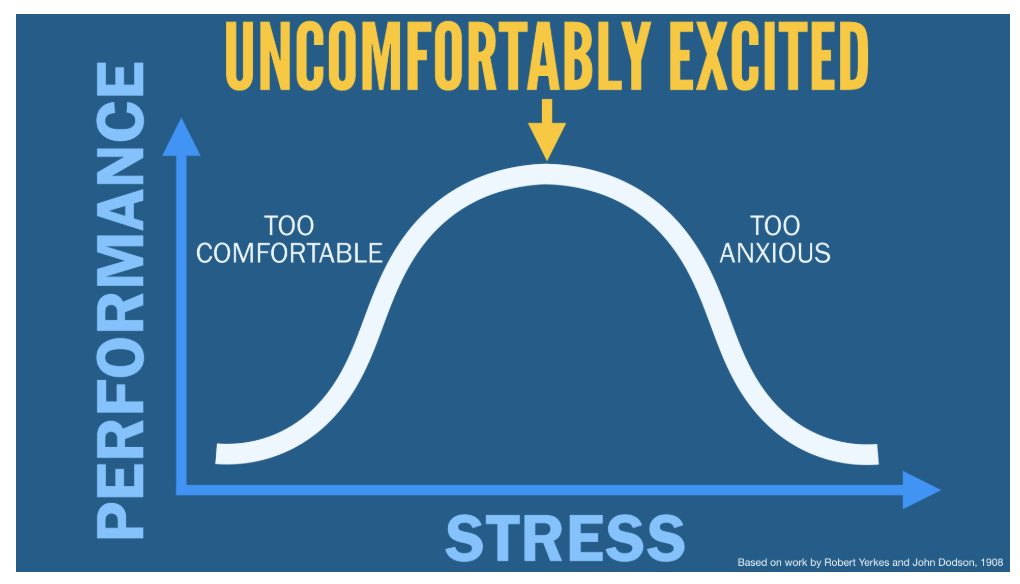 UNCOMFORTABLY EXCITED
PERFORMANCE
TOO
COMFORTABLE
TOO
ANXIOUS
STRESS
Based on work by Robert Yerkes and John Dodson, 1908